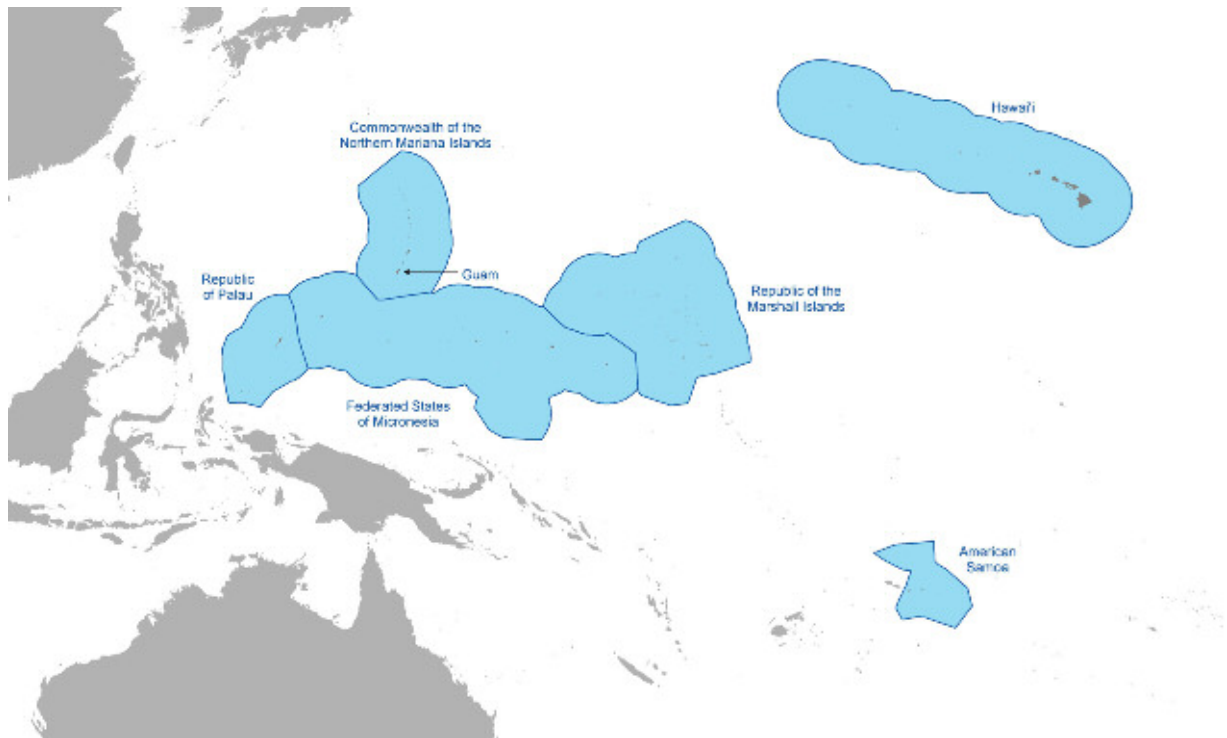 Hawai'i
Commonwealth of the
Northern Mariana Islands
Guam
Republic
of Palau
Republic of the
Marshall Islands
Federated States
of Micronesia
American
Samoa